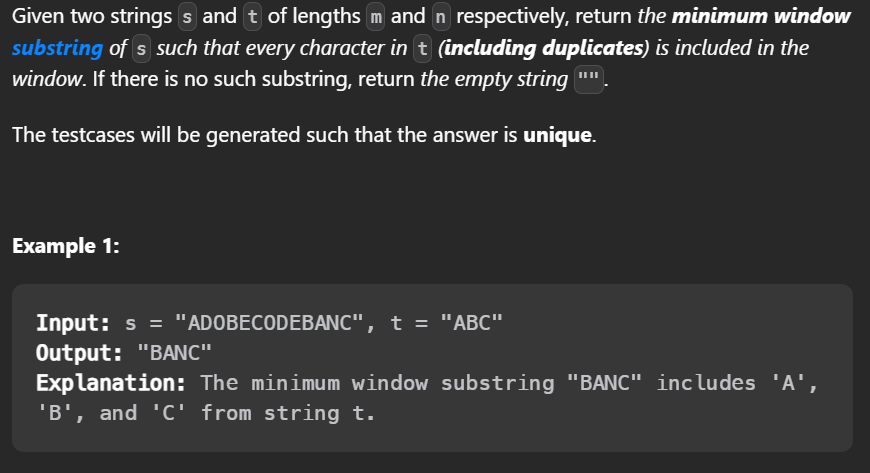 Given two strings s and t of lengths m and n respectively, return the minimum window
substring of s such that every character in t (including duplicates) is included in the
window. If there is no such substring, return the empty string "".
The testcases will be generated such that the answer is unique.
Example 1:
Input: s = "ADOBECODEBANC", t = "ABC"
Output: "BANC"
Explanation: The minimum window substring "BANC" includes 'A',
'B', and 'C' from string t.